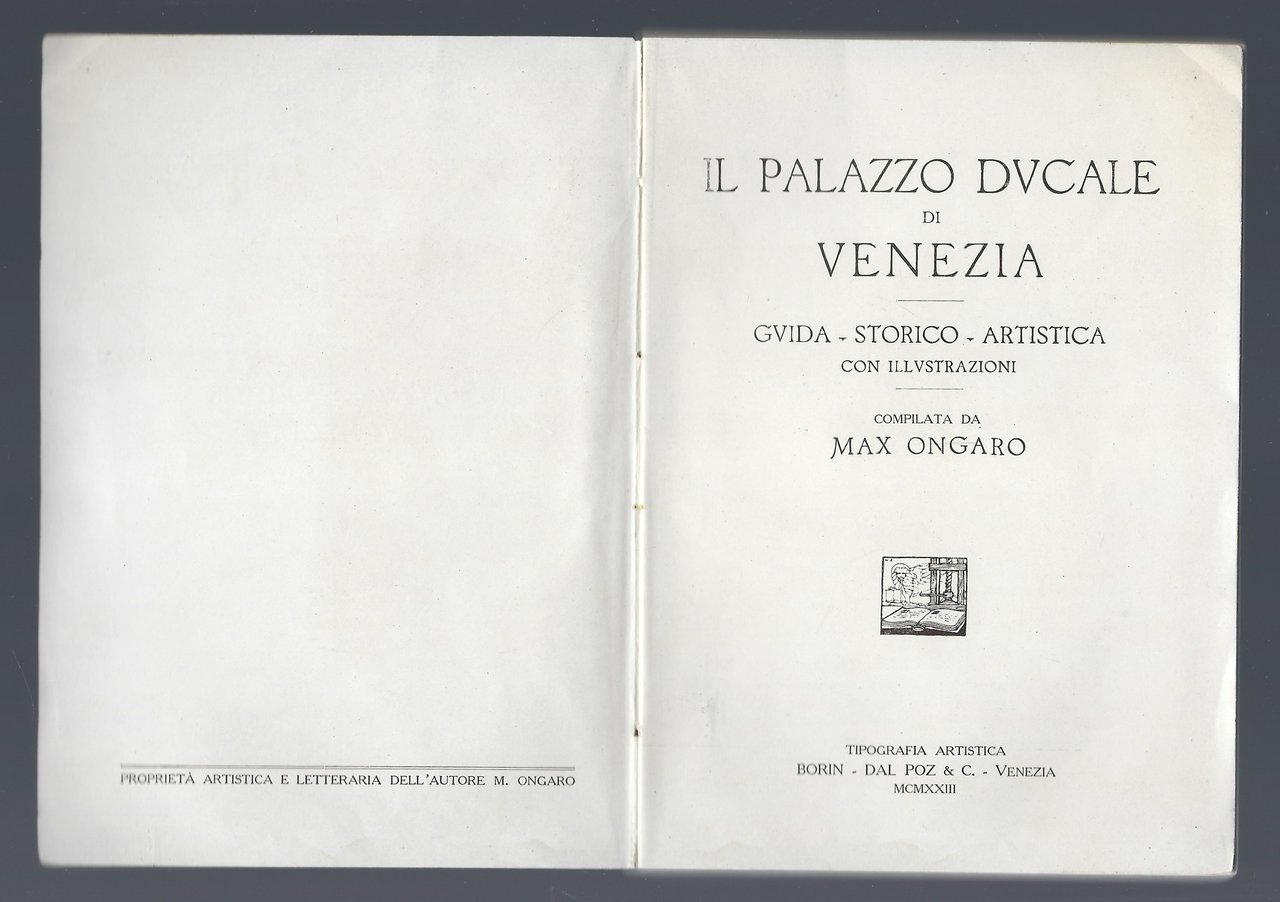 PROPRIETÀ ARTISTICA E LETTERARIA DELL'AUTORE M. ONGARO
IL PALAZZO DVCALE
DI
VENEZIA
GVIDA - STORICO - ARTISTICA
CON ILLVSTRAZIONI
COMPILATA DA
MAX ONGARO
TIPOGRAFIA ARTISTICA
BORIN - DAL POZ & C. - VENEZIA
MCMXXIII